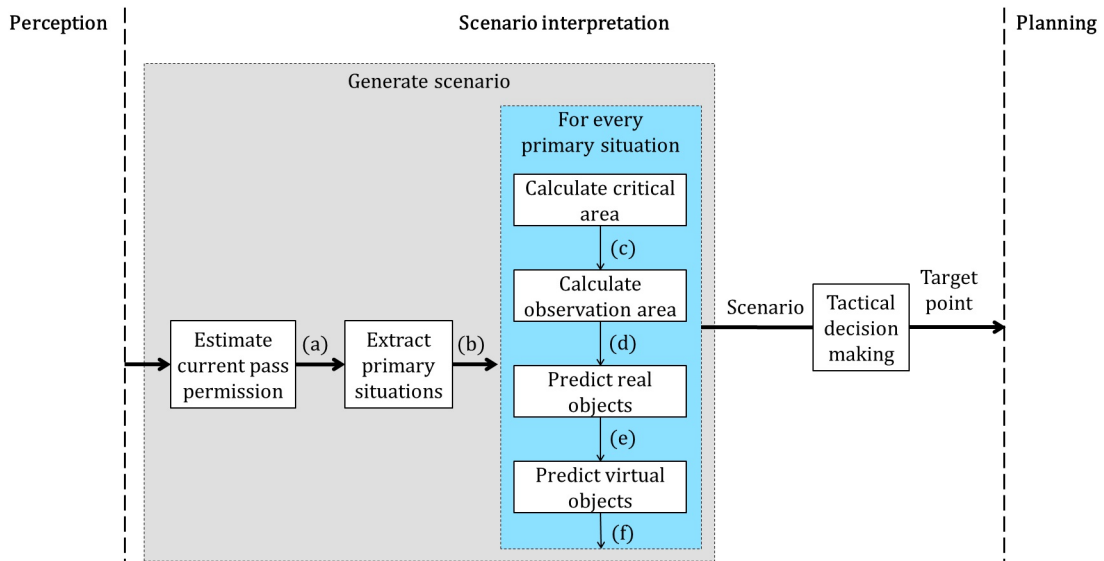 Perception
Scenario interpretation
Planning
Generate scenario
For every
primary situation
Calculate critical
area
(c)
Calculate
observation area
(d)
Predict real
objects
(e)
Predict virtual
objects
(f)
Estimate
current pass
permission
(a)
Extract
primary
situations
(b)
Scenario
Tactical
decision
making
Target
point